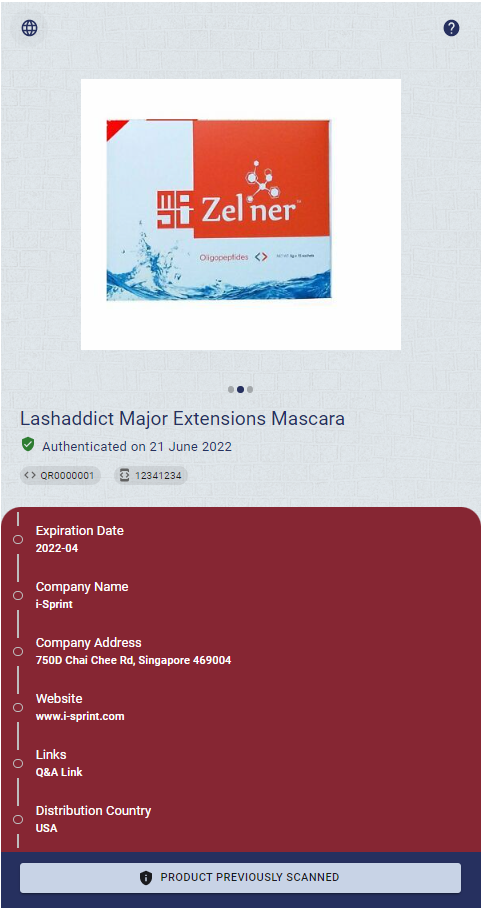 Zel'ner™
Oligopeptides
Lashaddict Major Extensions Mascara
Authenticated on 21 June 2022
QR0000001
12341234
Expiration Date
2022-04
Company Name
i-Sprint
Company Address
750D Chai Chee Rd, Singapore 469004
Website
www.i-sprint.com
Links
Q&A Link
Distribution Country
USA
PRODUCT PREVIOUSLY SCANNED